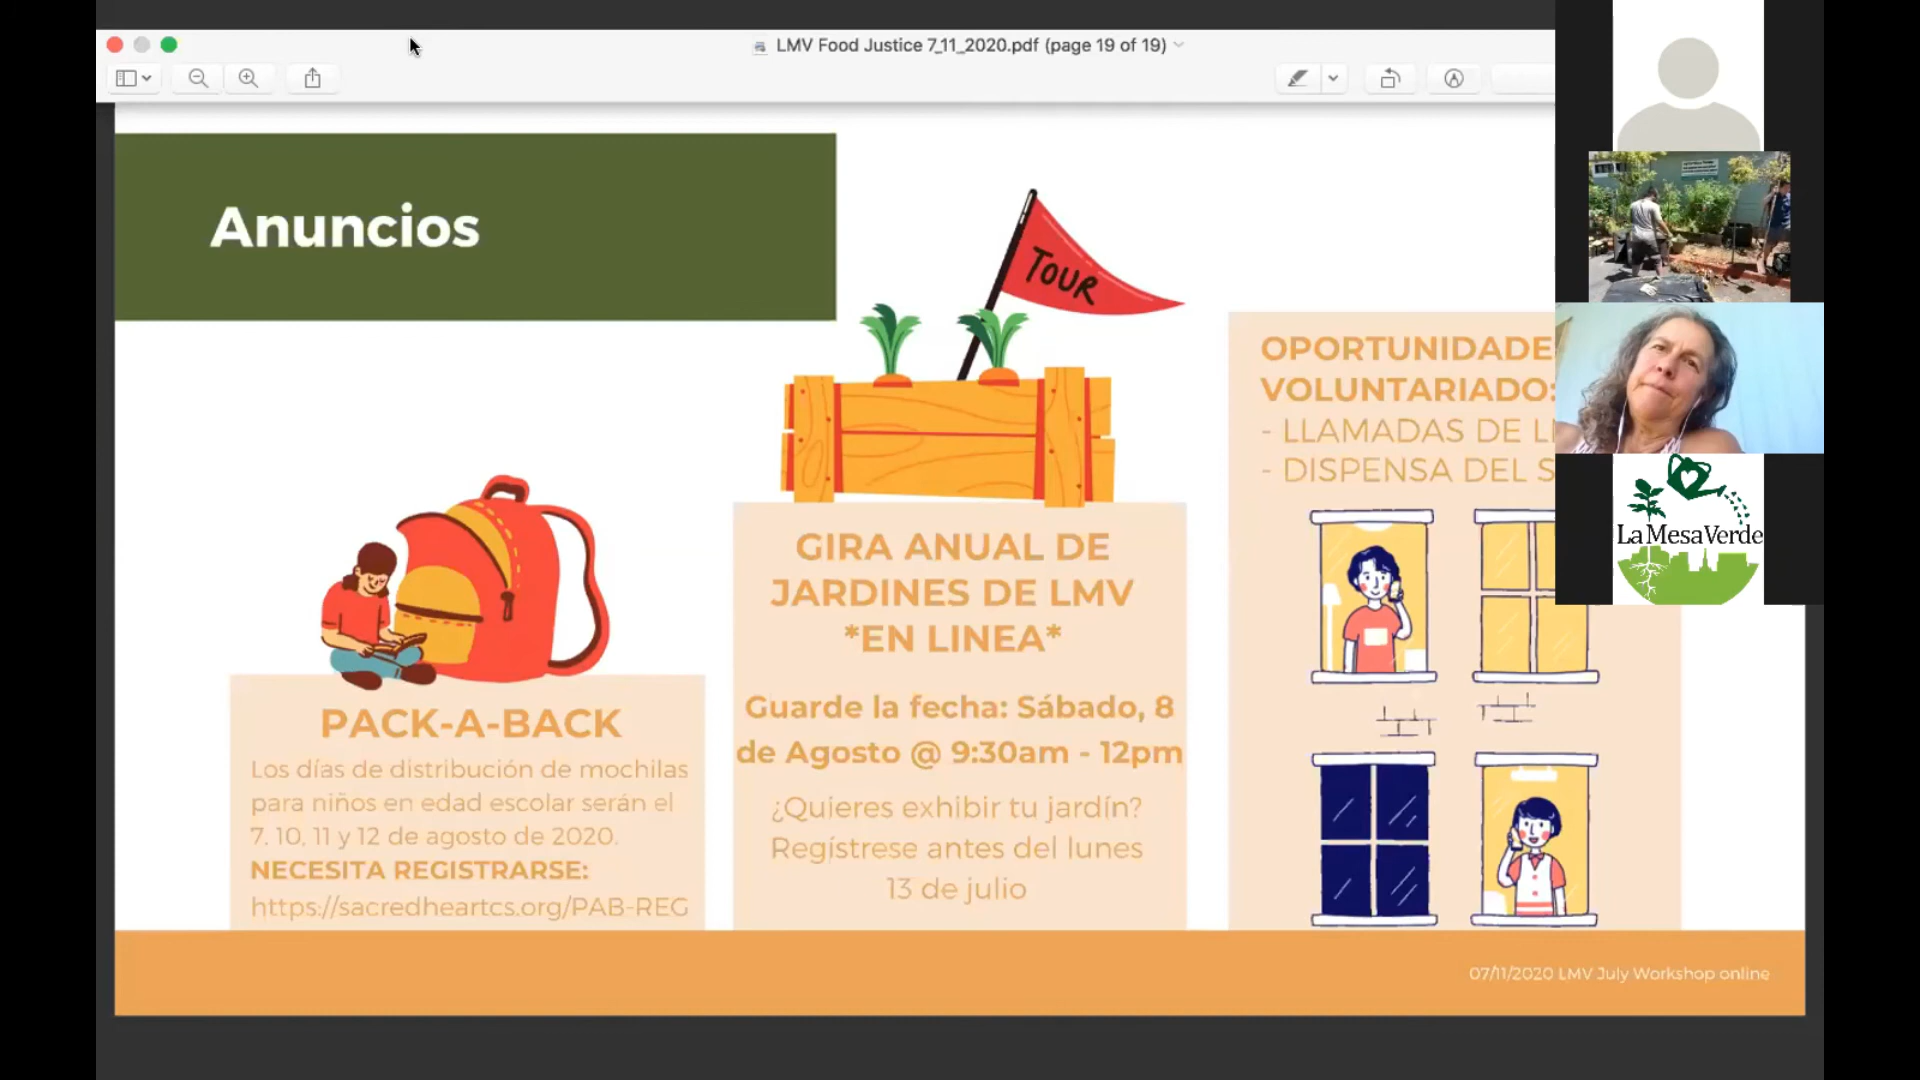 LMV Food Justice 7_11_2020.pdf (page 19 of 19)
Anuncios
TOUR
PACK-A-BACK
Los días de distribución de mochilas
para niños en edad escolar serán el
7, 10, 11 y 12 de agosto de 2020.
NECESITA REGISTRARSE:
https://sacredheartcs.org/PAB-REG
GIRA ANUAL DE
JARDINES DE LMV
*EN LINEA*
Guarde la fecha: Sábado, 8
de Agosto @ 9:30am - 12pm
¿Quieres exhibir tu jardín?
Regístrese antes del lunes
13 de julio
OPORTUNIDADE
VOLUNTARIADO:
- LLAMADAS DE
- DISPENSA DEL S
La Mesa Verde
07/11/2020 LMV July Workshop online